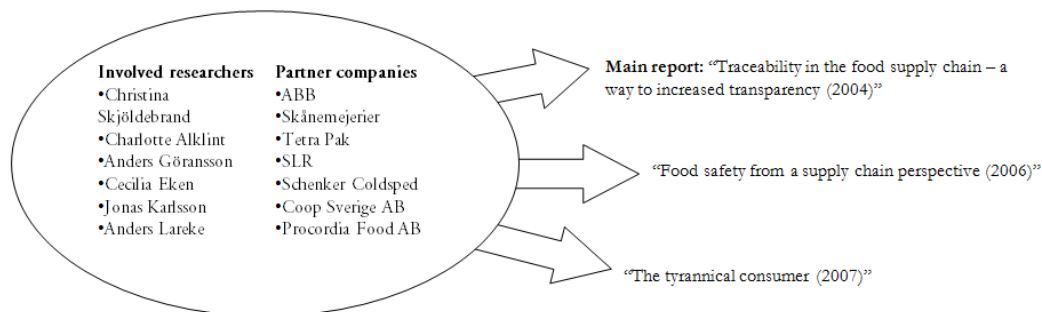 Involved researchers
•Christina
Skjöldebrand
•Charlotte Alklint
•Anders Göransson
•Cecilia Eken
•Jonas Karlsson
•Anders Lareke
Partner companies
•ABB
•Skånemejerier
•Tetra Pak
•SLR
•Schenker Coldsped
•Coop Sverige AB
•Procordia Food AB
Main report: “Traceability in the food supply chain – a
way to increased transparency (2004)”
“Food safety from a supply chain perspective (2006)”
“The tyrannical consumer (2007)”